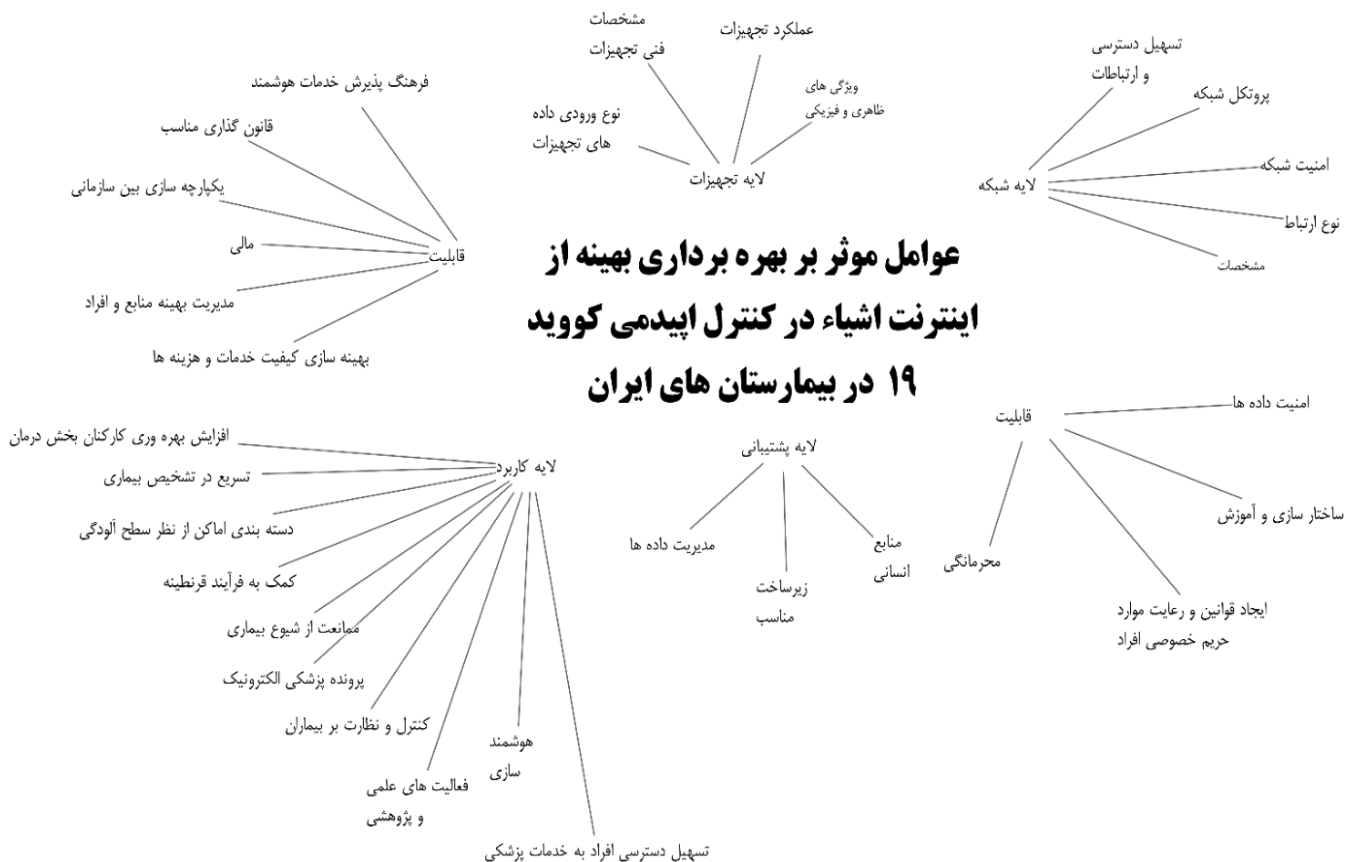 عوامل موثر بر بهره برداری بهینه از
اینترنت اشیاء در کنترل اپیدمی کووید
۱۹ در بیمارستان های ایران
لایه شبکه
تسهیل دسترسی
و ارتباطات
پروتکل شبکه
امنیت شبکه
نوع ارتباط
مشخصات
لایه تجهیزات
ویژگی های
ظاهری و فیزیکی
عملکرد تجهیزات
مشخصات
فنی تجهیزات
نوع ورودی داده
های تجهیزات
قابلیت
فرهنگ پذیرش خدمات هوشمند
قانون گذاری مناسب
یکپارچه سازی بین سازمانی
مالی
مدیریت بهینه منابع و افراد
بهینه سازی کیفیت خدمات و هزینه ها
قابلیت
امنیت داده ها
ساختار سازی و آموزش
ایجاد قوانین و رعایت موارد
حریم خصوصی افراد
محرمانگی
لایه پشتیبانی
منابع
انسانی
زیرساخت
مناسب
مدیریت داده ها
لایه کاربرد
افزایش بهره وری کارکنان بخش درمان
تسریع در تشخیص بیماری
دسته بندی اماکن از نظر سطح آلودگی
کمک به فرآیند قرنطینه
ممانعت از شیوع بیماری
پرونده پزشکی الکترونیک
کنترل و نظارت بر بیماران
فعالیت های علمی
و پژوهشی
هوشمند
سازی
تسهیل دسترسی افراد به خدمات پزشکی